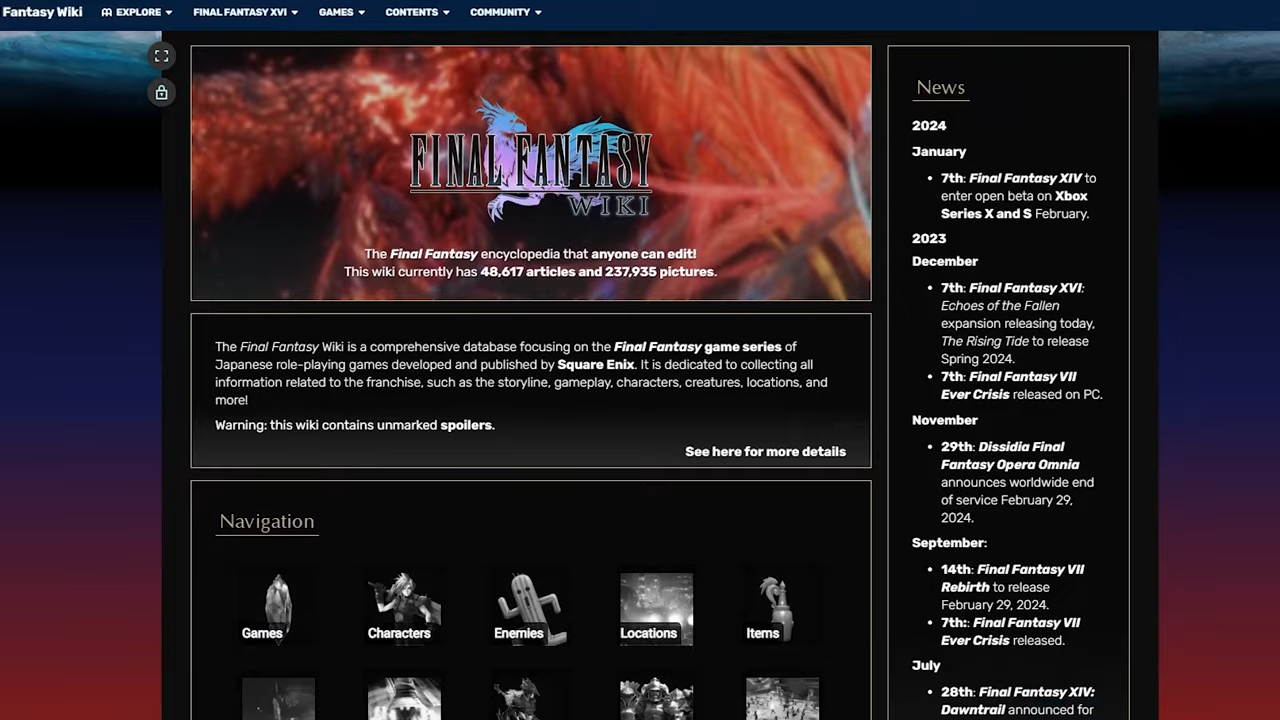 Fantasy Wiki
EXPLORE
FINAL FANTASY XVI
GAMES
CONTENTS
COMMUNITY
FINAL FANTASY
WIKI
The Final Fantasy encyclopedia that anyone can edit!
This wiki currently has 48,617 articles and 237,935 pictures.
The Final Fantasy Wiki is a comprehensive database focusing on the Final Fantasy game series of
Japanese role-playing games developed and published by Square Enix. It is dedicated to collecting all
information related to the franchise, such as the storyline, gameplay, characters, creatures, locations, and
more!
Warning: this wiki contains unmarked spoilers.
See here for more details
Navigation
Games
Characters
Enemies
Locations
Items
News
2024
January
• 7th: Final Fantasy XIV to
enter open beta on Xbox
Series X and S February.
2023
December
• 7th: Final Fantasy XVI:
Echoes of the Fallen
expansion releasing today,
The Rising Tide to release
Spring 2024.
• 7th: Final Fantasy VII
Ever Crisis released on PC.
November
• 29th: Dissidia Final
Fantasy Opera Omnia
announces worldwide end
of service February 29,
2024.
September:
• 14th: Final Fantasy VII
Rebirth to release
February 29, 2024.
• 7th: Final Fantasy VII
Ever Crisis released.
July
• 28th: Final Fantasy XIV:
Dawntrail announced for